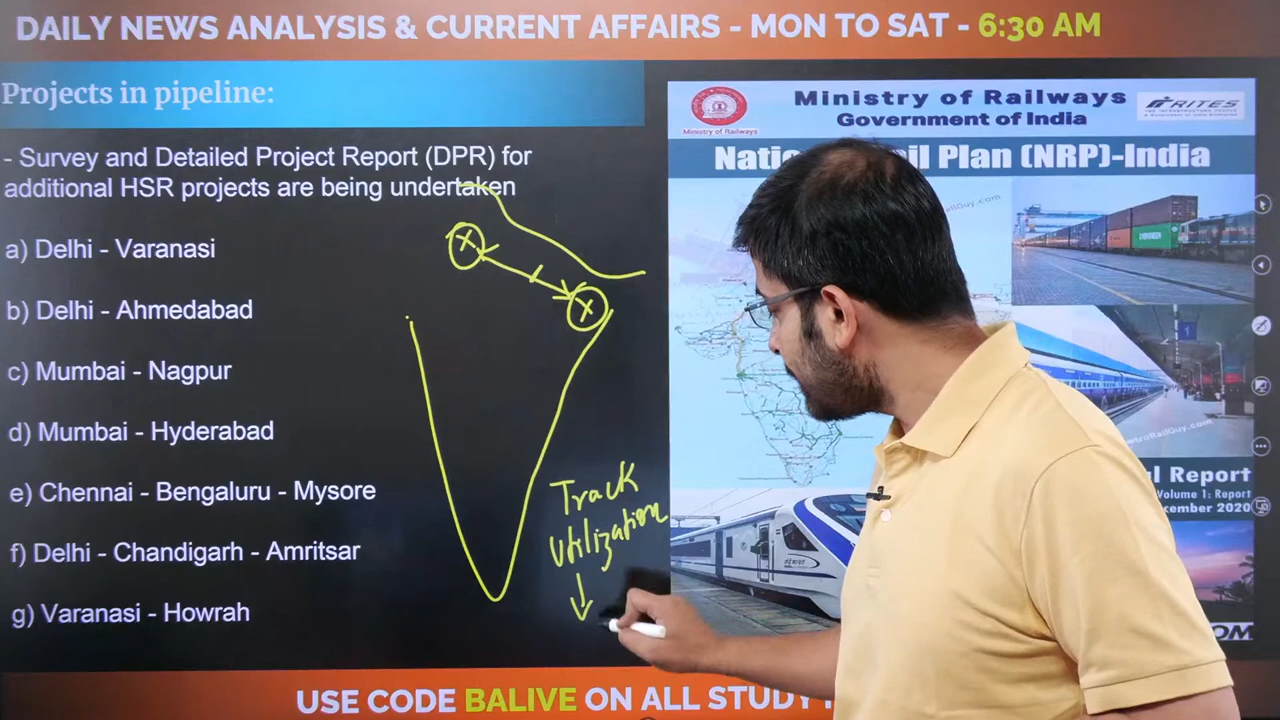 DAILY NEWS ANALYSIS & CURRENT AFFAIRS - MON TO SAT - 6:30 AM
Projects in pipeline:
- Survey and Detailed Project Report (DPR) for
additional HSR projects are being undertaken
a) Delhi - Varanasi
b) Delhi - Ahmedabad
c) Mumbai - Nagpur
d) Mumbai - Hyderabad
e) Chennai - Bengaluru - Mysore
f) Delhi - Chandigarh - Amritsar
g) Varanasi - Howrah
Track
Utilization
Ministry of Railways
Government of India
Ministry of Railways
RITES
Plan (NRP)-India
Report
Volume 1: Report
2020
USE CODE BALIVE ON ALL STUDY